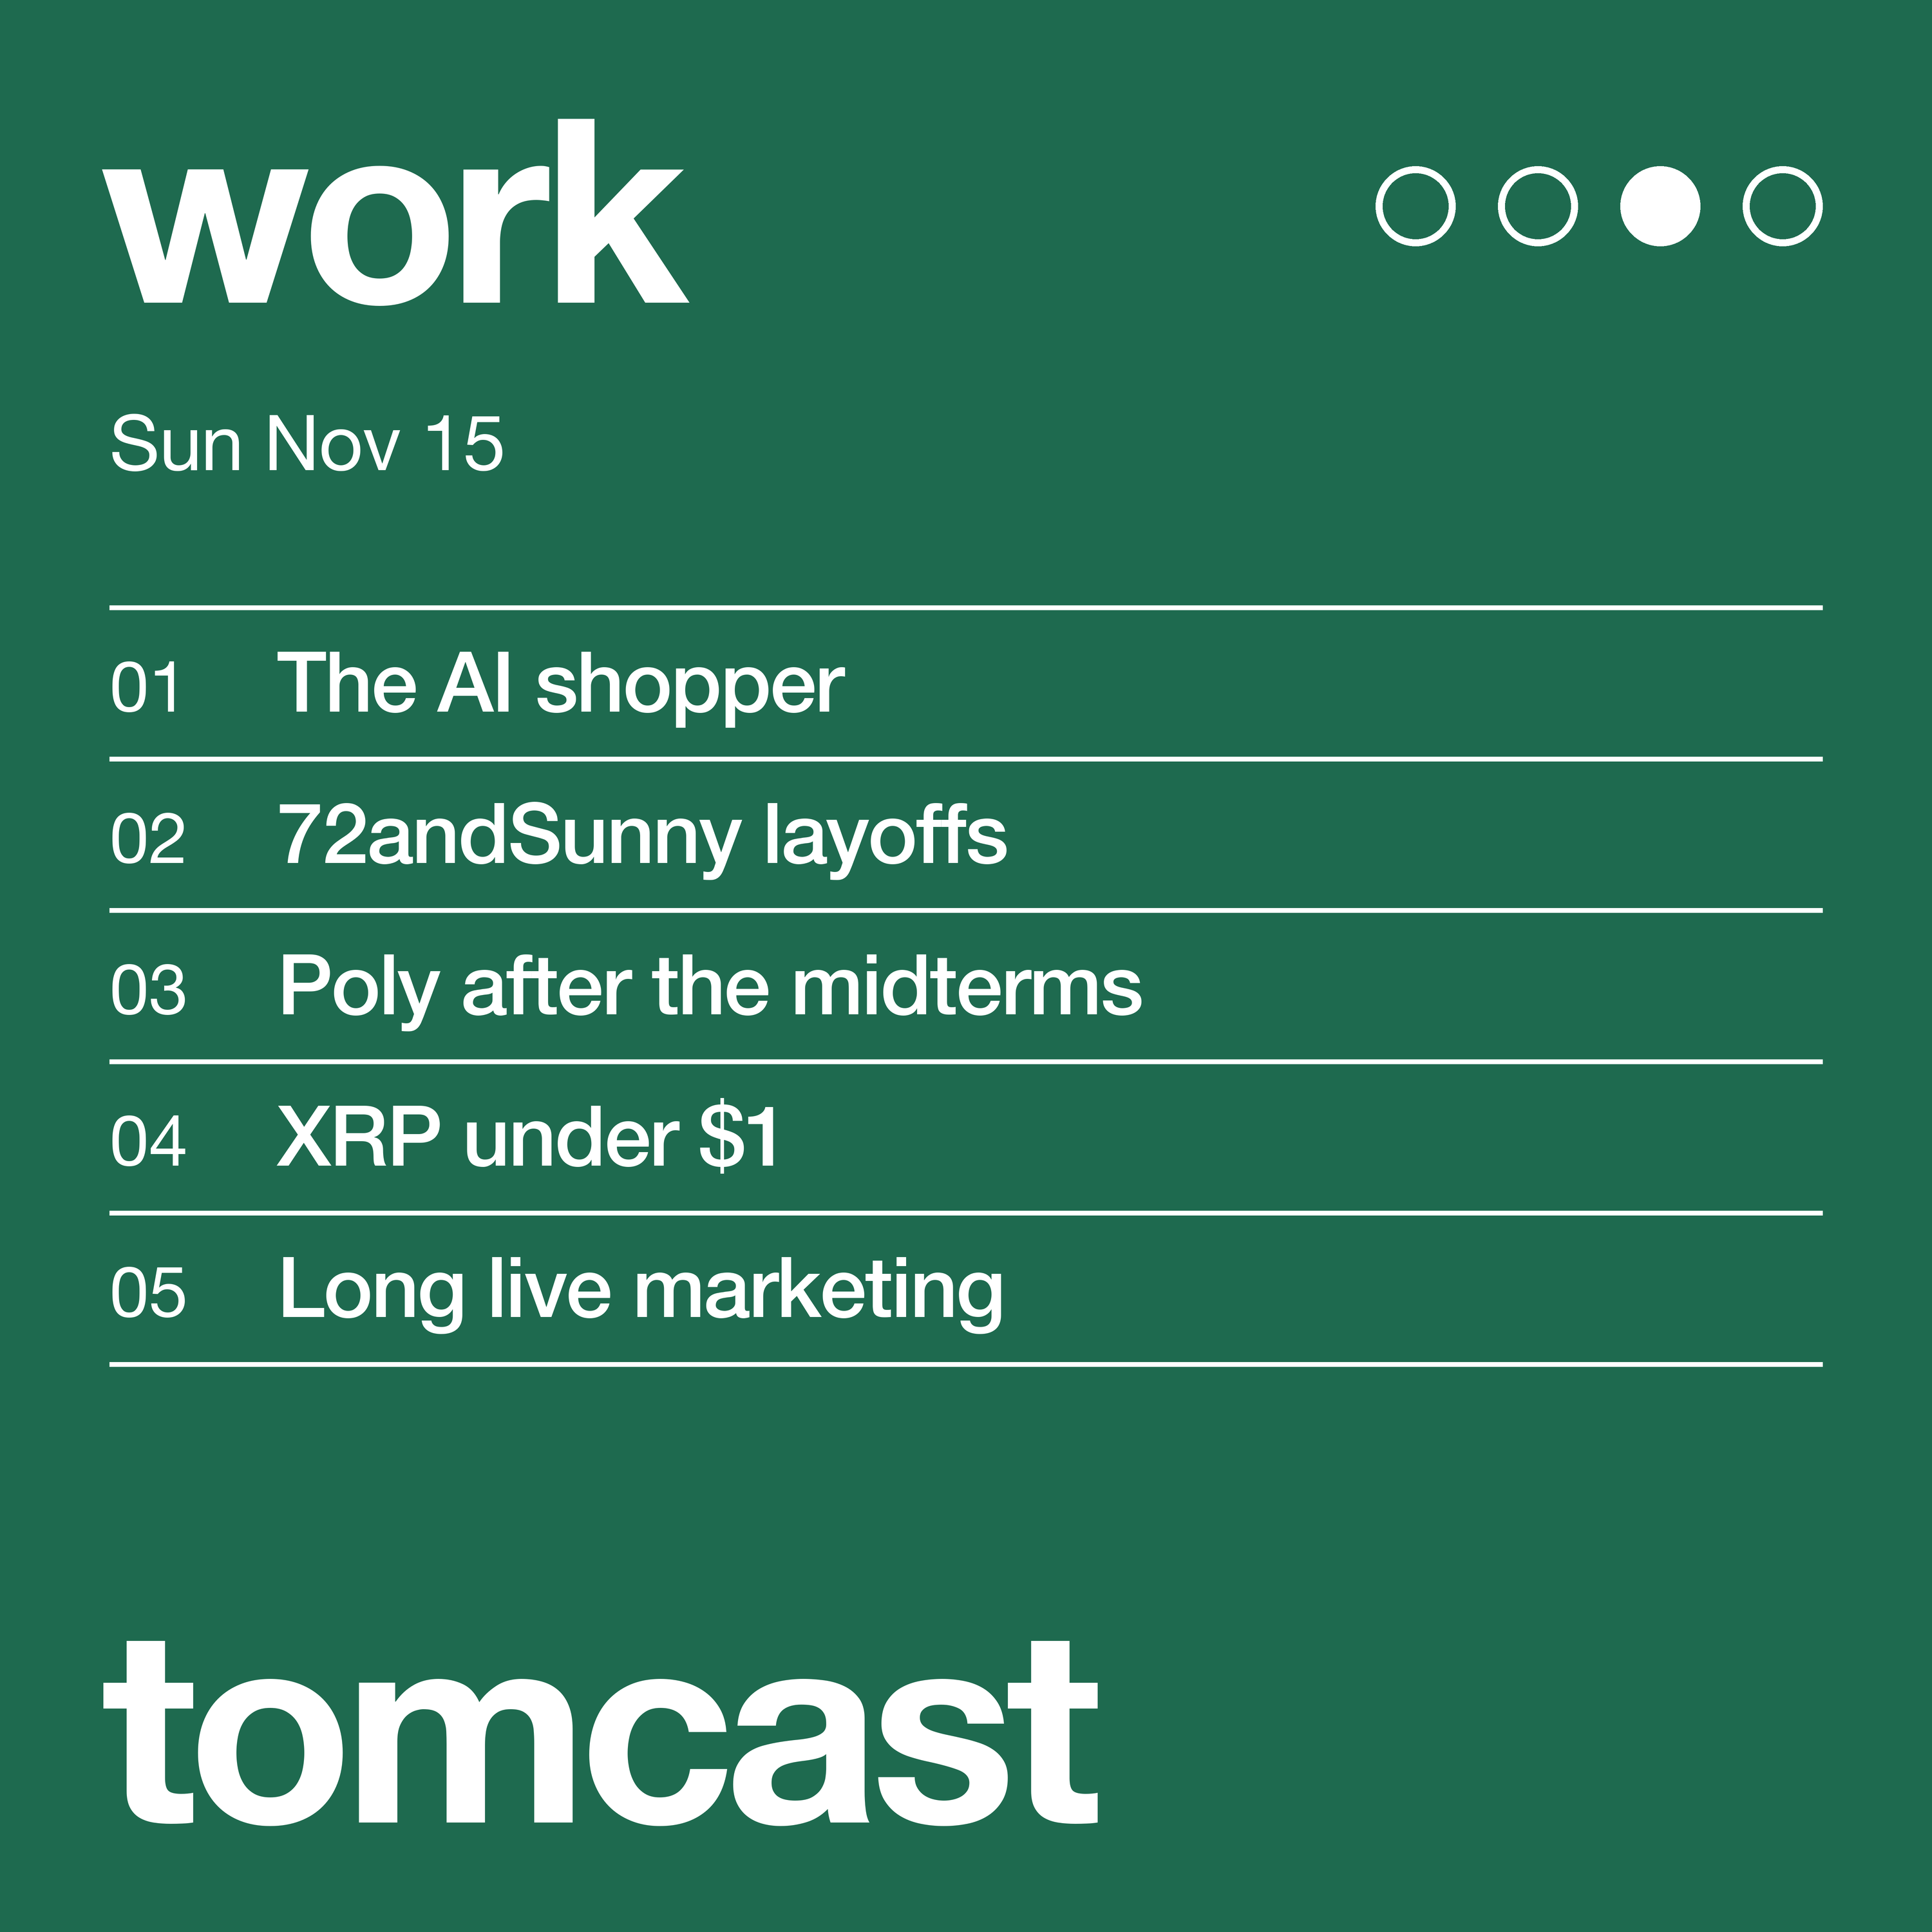 work
Sun Nov 15
01 The AI shopper
02 72andSunny layoffs
03 Poly after the midterms
04 XRP under $1
05 Long live marketing
tomcast